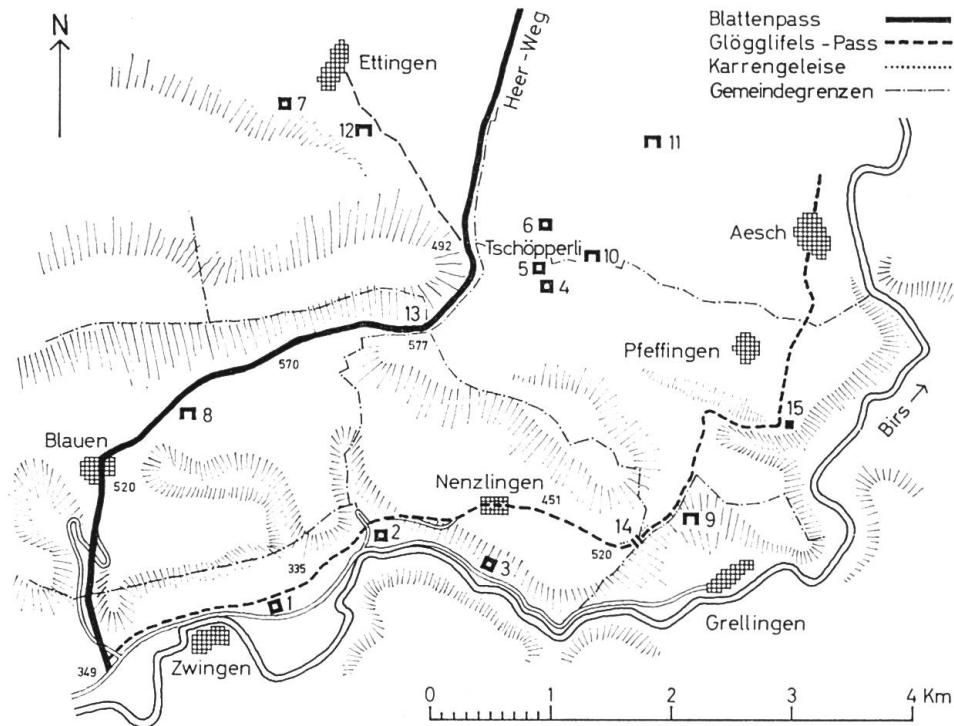 N
Blattenpass
Glögglifels - Pass
Karrengeleise
Gemeindegrenzen
Ettingen
Heer - Weg
7
12
11
6
Aesch
492
Tschöpperli
10
5
4
13
577
Pfeffingen
570
Birs
15
8
Blauen
520
Nenzlingen
451
14
9
2
520
335
3
1
Grellingen
Zwingen
349
0 1 2 3 4 Km